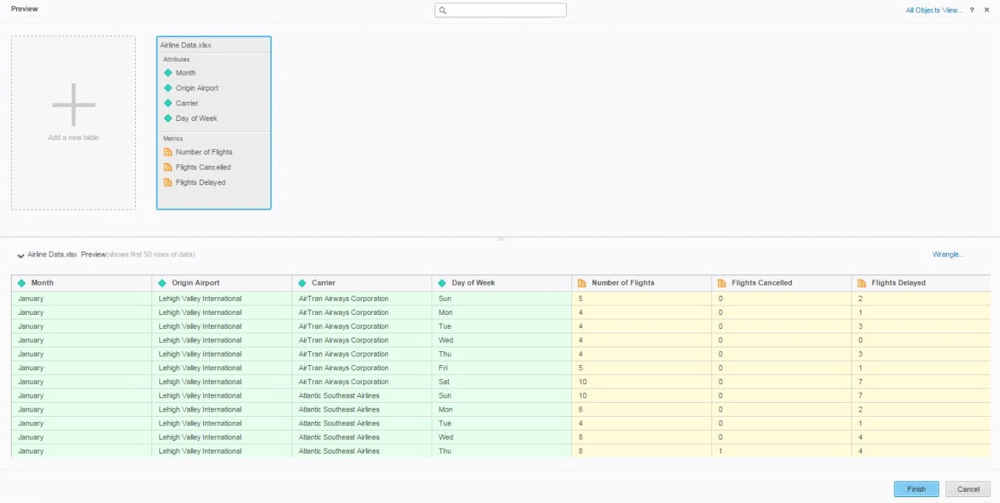 Preview All Objects View... ? ×
Airline Data.xlsx
Attributes
Month
Origin Airport
Carrier
Day of Week
Add a new table
Metrics
Number of Flights
Flights Cancelled
Flights Delayed
Airline Data.xlsx Preview(shows first 50 rows of data) Wrangle...
Month Origin Airport Carrier Day of Week Number of Flights Flights Cancelled Flights Delayed
January Lehigh Valley International AirTran Airways Corporation Sun 5 0 2
January Lehigh Valley International AirTran Airways Corporation Mon 4 0 1
January Lehigh Valley International AirTran Airways Corporation Tue 4 0 3
January Lehigh Valley International AirTran Airways Corporation Wed 4 0 0
January Lehigh Valley International AirTran Airways Corporation Thu 4 0 3
January Lehigh Valley International AirTran Airways Corporation Fri 5 0 1
January Lehigh Valley International AirTran Airways Corporation Sat 10 0 7
January Lehigh Valley International Atlantic Southeast Airlines Sun 10 0 7
January Lehigh Valley International Atlantic Southeast Airlines Mon 8 0 2
January Lehigh Valley International Atlantic Southeast Airlines Tue 4 0 1
January Lehigh Valley International Atlantic Southeast Airlines Wed 8 0 4
January Lehigh Valley International Atlantic Southeast Airlines Thu 8 1 4
Finish Cancel